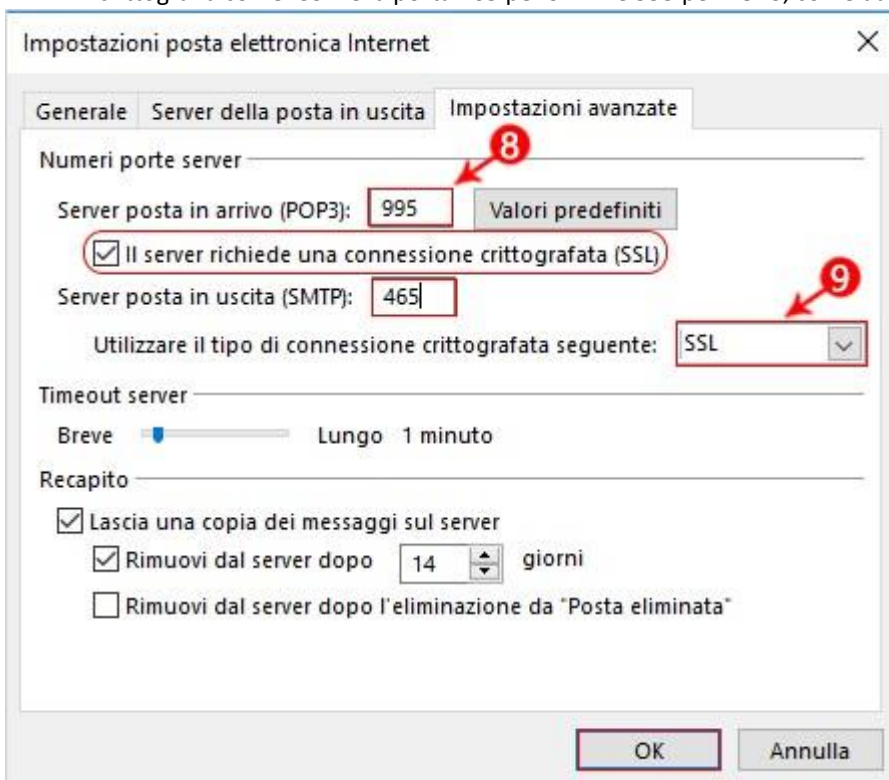 Impostazioni posta elettronica Internet
Generale Server della posta in uscita Impostazioni avanzate
Numeri porte server
8
Server posta in arrivo (POP3): 995 Valori predefiniti
Il server richiede una connessione crittografata (SSL)
9
Server posta in uscita (SMTP): 465
Utilizzare il tipo di connessione crittografata seguente: SSL
Timeout server
Breve Lungo 1 minuto
Recapito
Lascia una copia dei messaggi sul server
Rimuovi dal server dopo 14 giorni
Rimuovi dal server dopo l'eliminazione da "Posta eliminata"
OK Annulla